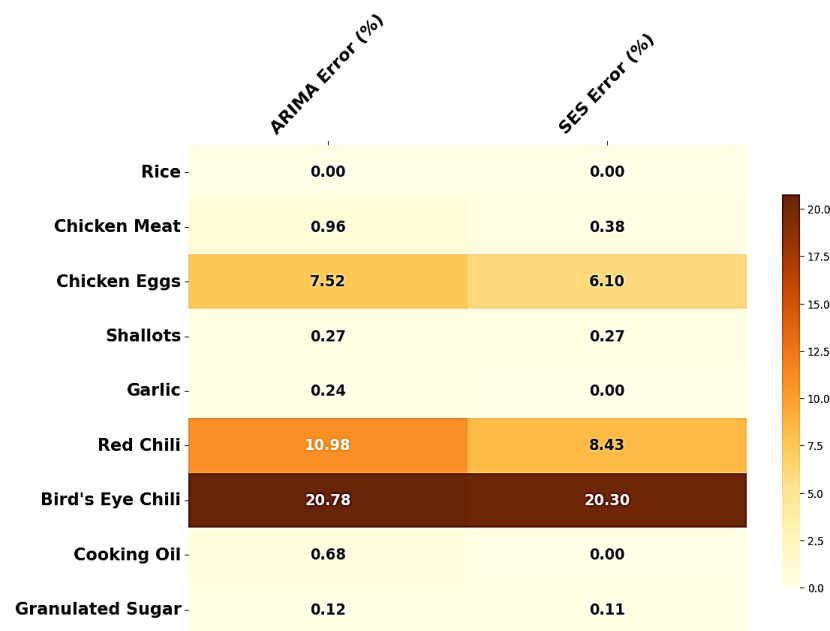 ARIMA Error (%) SES Error (%)
Rice 0.00 0.00
Chicken Meat 0.96 0.38
Chicken Eggs 7.52 6.10
Shallots 0.27 0.27
Garlic 0.24 0.00
Red Chili 10.98 8.43
Bird's Eye Chili 20.78 20.30
Cooking Oil 0.68 0.00
Granulated Sugar 0.12 0.11
20.0
17.5
15.0
12.5
10.0
7.5
5.0
2.5
0.0